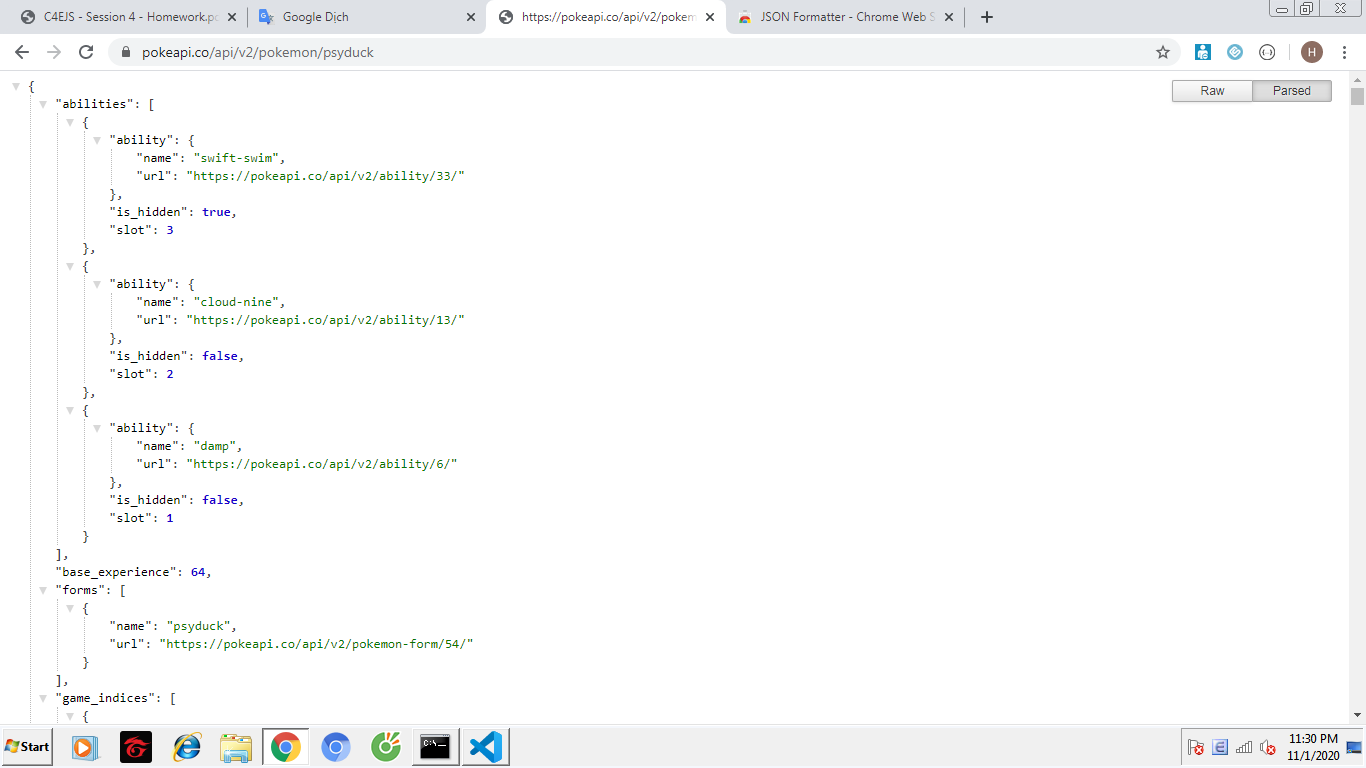 C4EJS - Session 4 - Homework.pd
Google Dịch
https://pokeapi.co/api/v2/pokem
JSON Formatter - Chrome Web S
pokeapi.co/api/v2/pokemon/psyduck
H
Raw
Parsed
{
"abilities": [
{
"ability": {
"name": "swift-swim",
"url": "https://pokeapi.co/api/v2/ability/33/"
},
"is_hidden": true,
"slot": 3
},
{
"ability": {
"name": "cloud-nine",
"url": "https://pokeapi.co/api/v2/ability/13/"
},
"is_hidden": false,
"slot": 2
},
{
"ability": {
"name": "damp",
"url": "https://pokeapi.co/api/v2/ability/6/"
},
"is_hidden": false,
"slot": 1
}
],
"base_experience": 64,
"forms": [
{
"name": "psyduck",
"url": "https://pokeapi.co/api/v2/pokemon-form/54/"
}
],
"game_indices": [
{
Start
C:\.
E
11:30 PM
11/1/2020